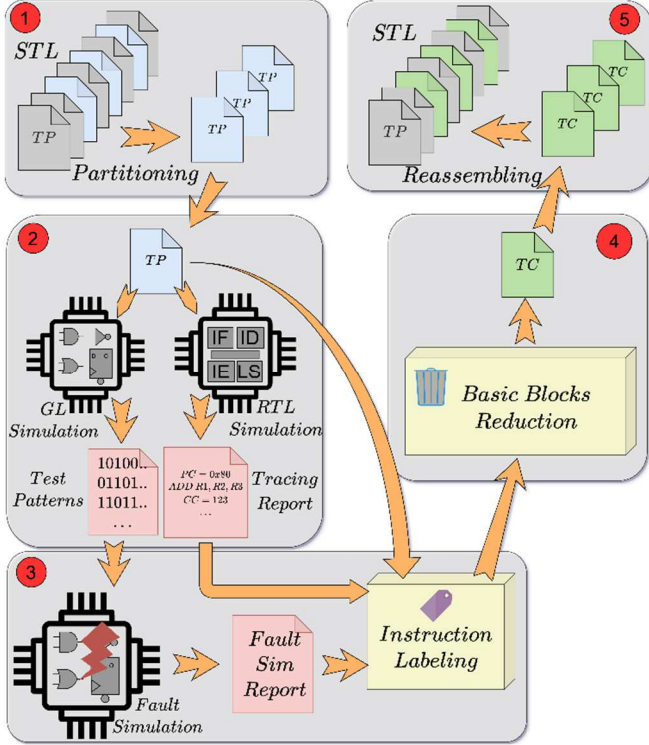 1
STL
TP
TP
TP
TP
Partitioning
5
STL
TP
TC
TC
TC
Reassembling
2
TP
IF ID
IE LS
GL
Simulation
RTL
Simulation
Test
Patterns
10100..
01101..
11011..
...
PC = 0x80
ADD R1, R2, R3
CC = 123
...
Tracing
Report
4
TC
Basic Blocks
Reduction
3
Fault
Simulation
Fault
Sim
Report
Instruction
Labeling